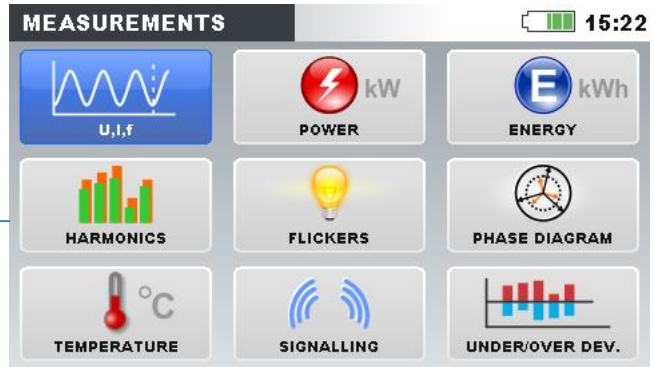 MEASUREMENTS 15:22
U,I,f
kW
POWER
E kWh
ENERGY
HARMONICS
FLICKERS
PHASE DIAGRAM
°C
TEMPERATURE
SIGNALLING
UNDER/OVER DEV.